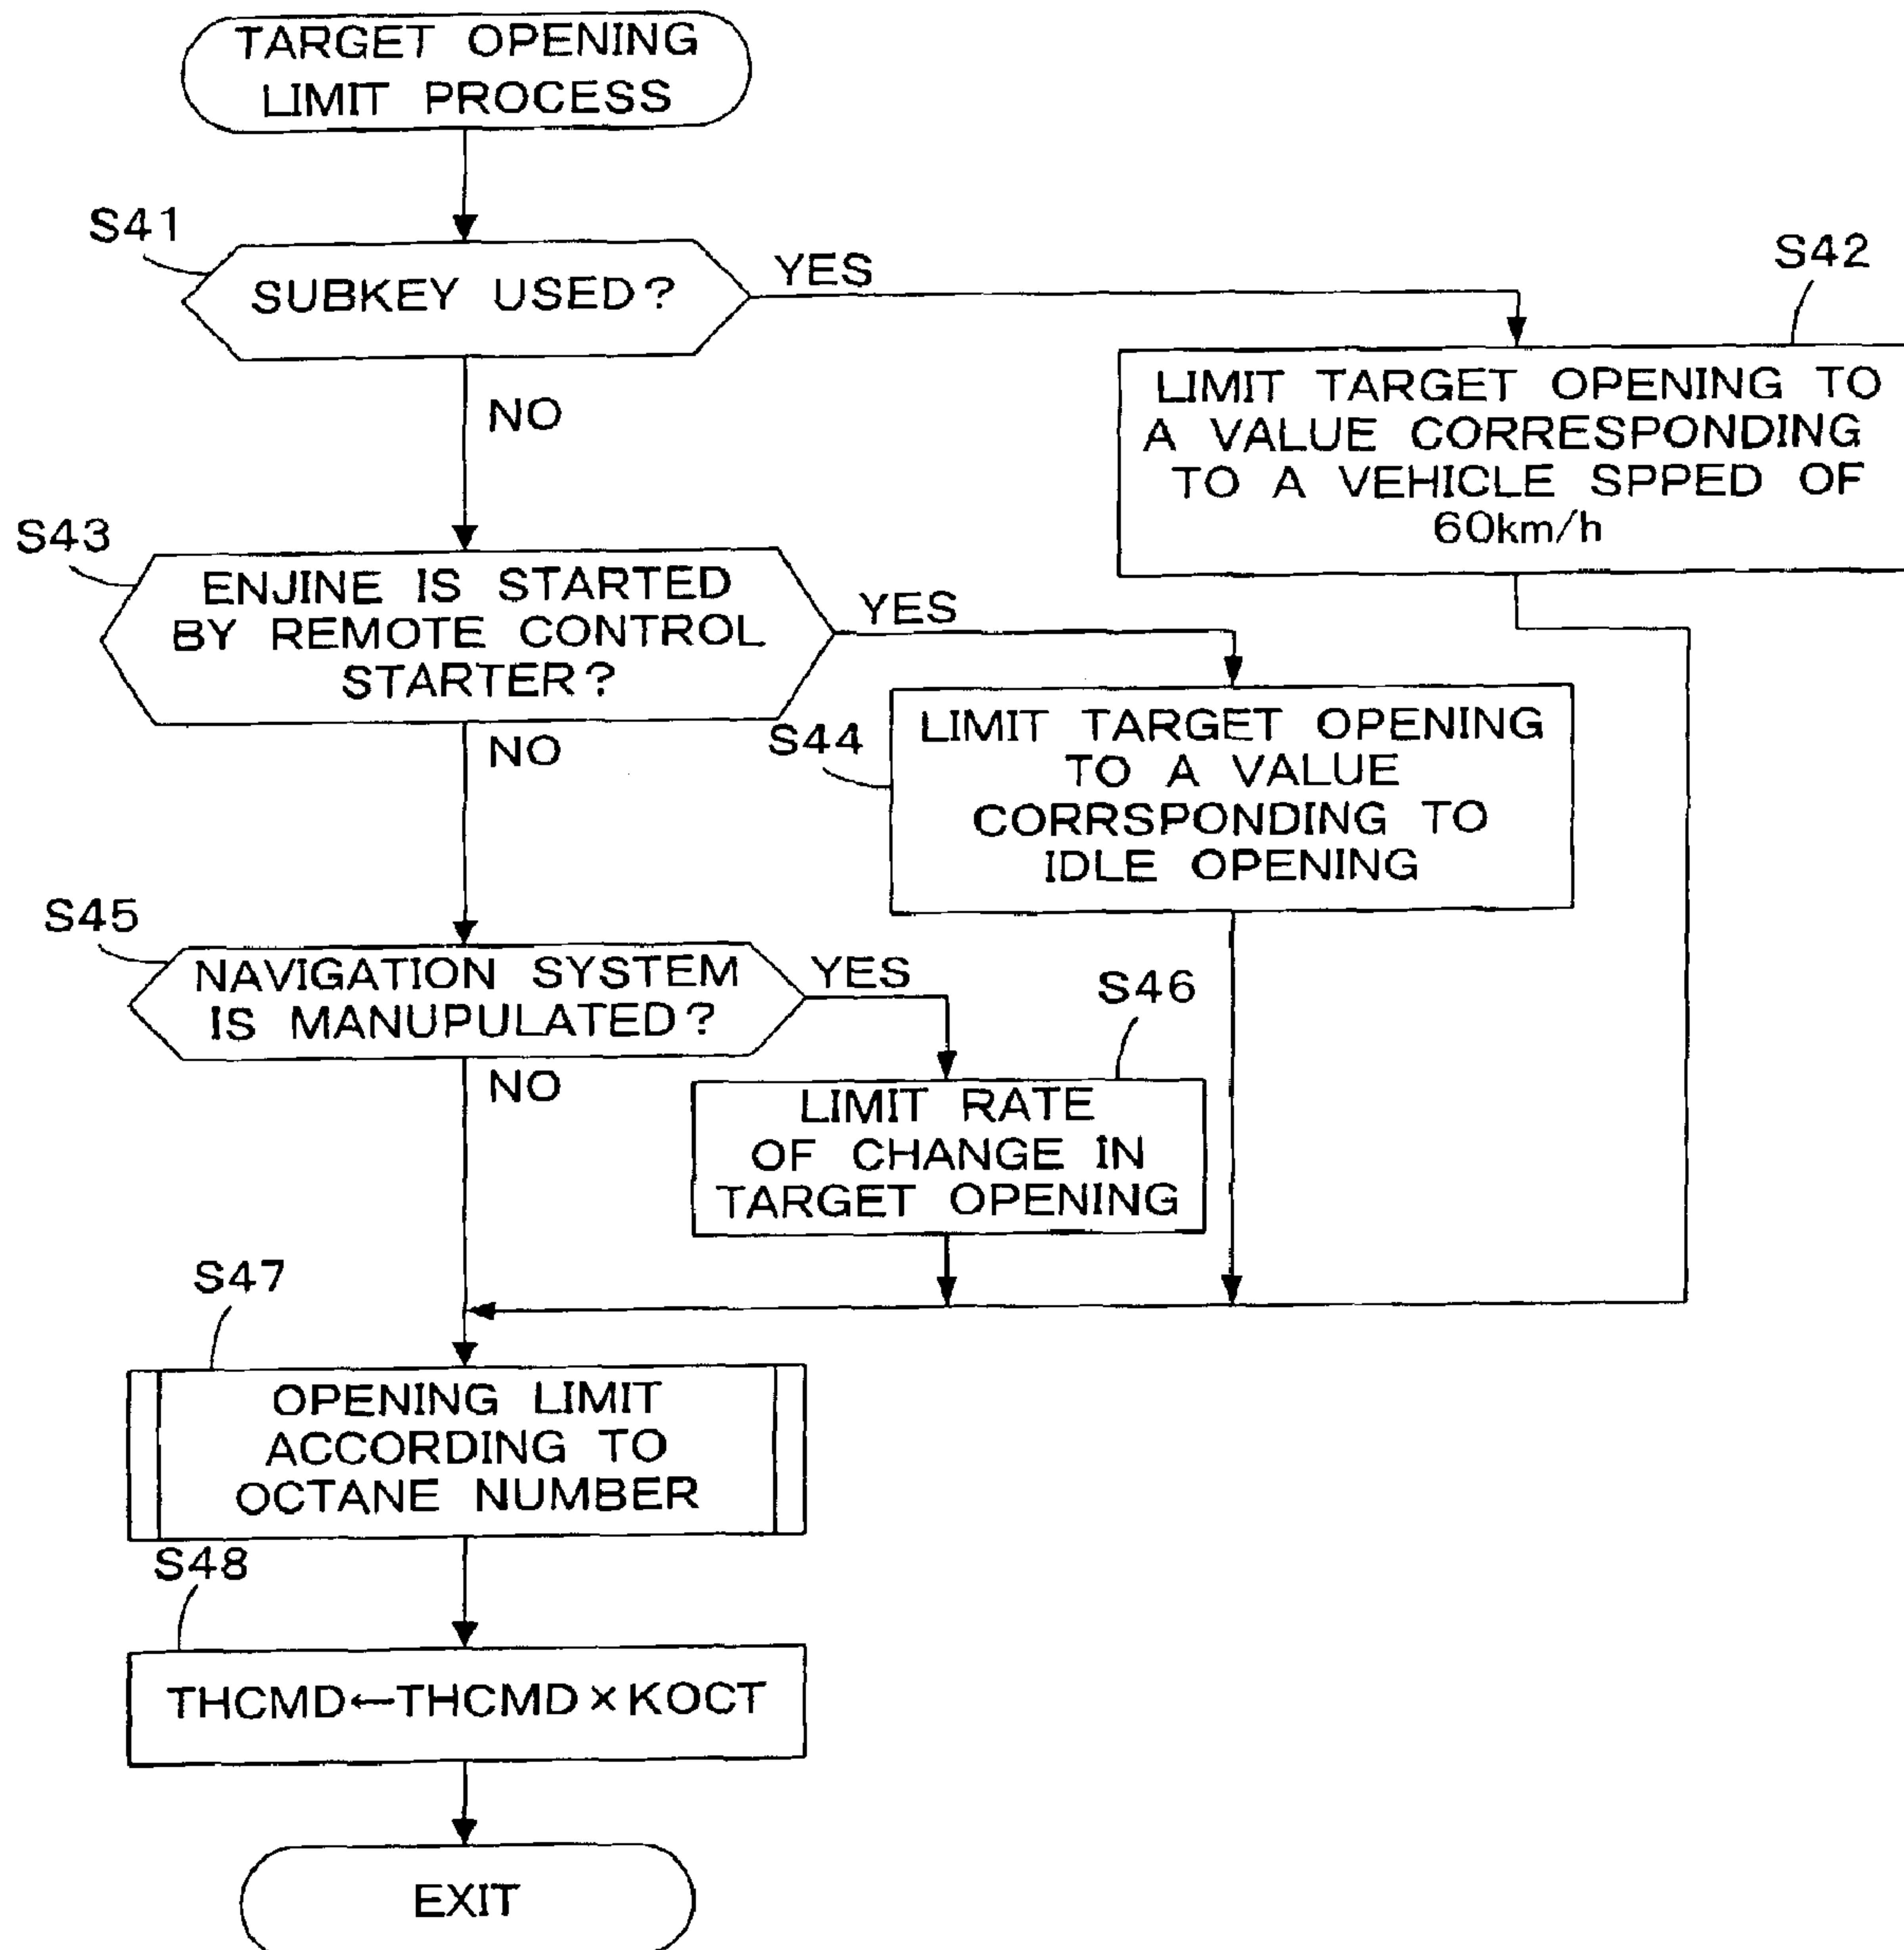 TARGET OPENING
LIMIT PROCESS
S41
SUBKEY USED?
YES
NO
S42
LIMIT TARGET OPENING TO
A VALUE CORRESPONDING
TO A VEHICLE SPPED OF
60km/h
S43
ENJINE IS STARTED
BY REMOTE CONTROL
STARTER?
YES
NO
S44
LIMIT TARGET OPENING
TO A VALUE
CORRSPONDING TO
IDLE OPENING
S45
NAVIGATION SYSTEM
IS MANUPULATED?
YES
NO
S46
LIMIT RATE
OF CHANGE IN
TARGET OPENING
S47
OPENING LIMIT
ACCORDING TO
OCTANE NUMBER
S48
THCMD←THCMD×KOCT
EXIT